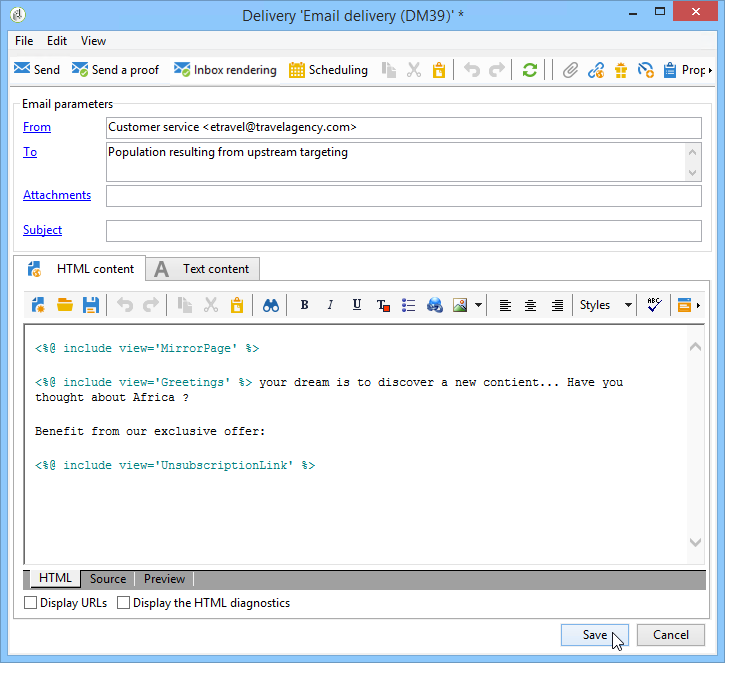 Delivery 'Email delivery (DM39)' *
File Edit View
Send Send a proof Inbox rendering Scheduling Prop
Email parameters
From Customer service <etravel@travelagency.com>
To Population resulting from upstream targeting
Attachments
Subject
HTML content A Text content
B I U T Styles ABC
<%@ include view='MirrorPage' %>
<%@ include view='Greetings' %> your dream is to discover a new contient... Have you
thought about Africa ?
Benefit from our exclusive offer:
<%@ include view='UnsubscriptionLink' %>
HTML Source Preview
Display URLs Display the HTML diagnostics
Save Cancel